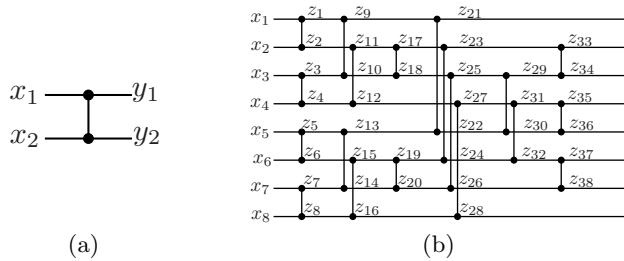 x₁ y₁
x₂ y₂
(a)
x₁ z₁ z₉ z₂₁
x₂ z₂ z₁₁ z₁₇ z₂₃ z₃₃
x₃ z₃ z₁₀ z₁₈ z₂₅ z₂₉ z₃₄
x₄ z₄ z₁₂ z₂₇ z₃₁ z₃₅
x₅ z₅ z₁₃ z₂₂ z₃₀ z₃₆
x₆ z₆ z₁₅ z₁₉ z₂₄ z₃₂ z₃₇
x₇ z₇ z₁₄ z₂₀ z₂₆ z₃₈
x₈ z₈ z₁₆ z₂₈
(b)